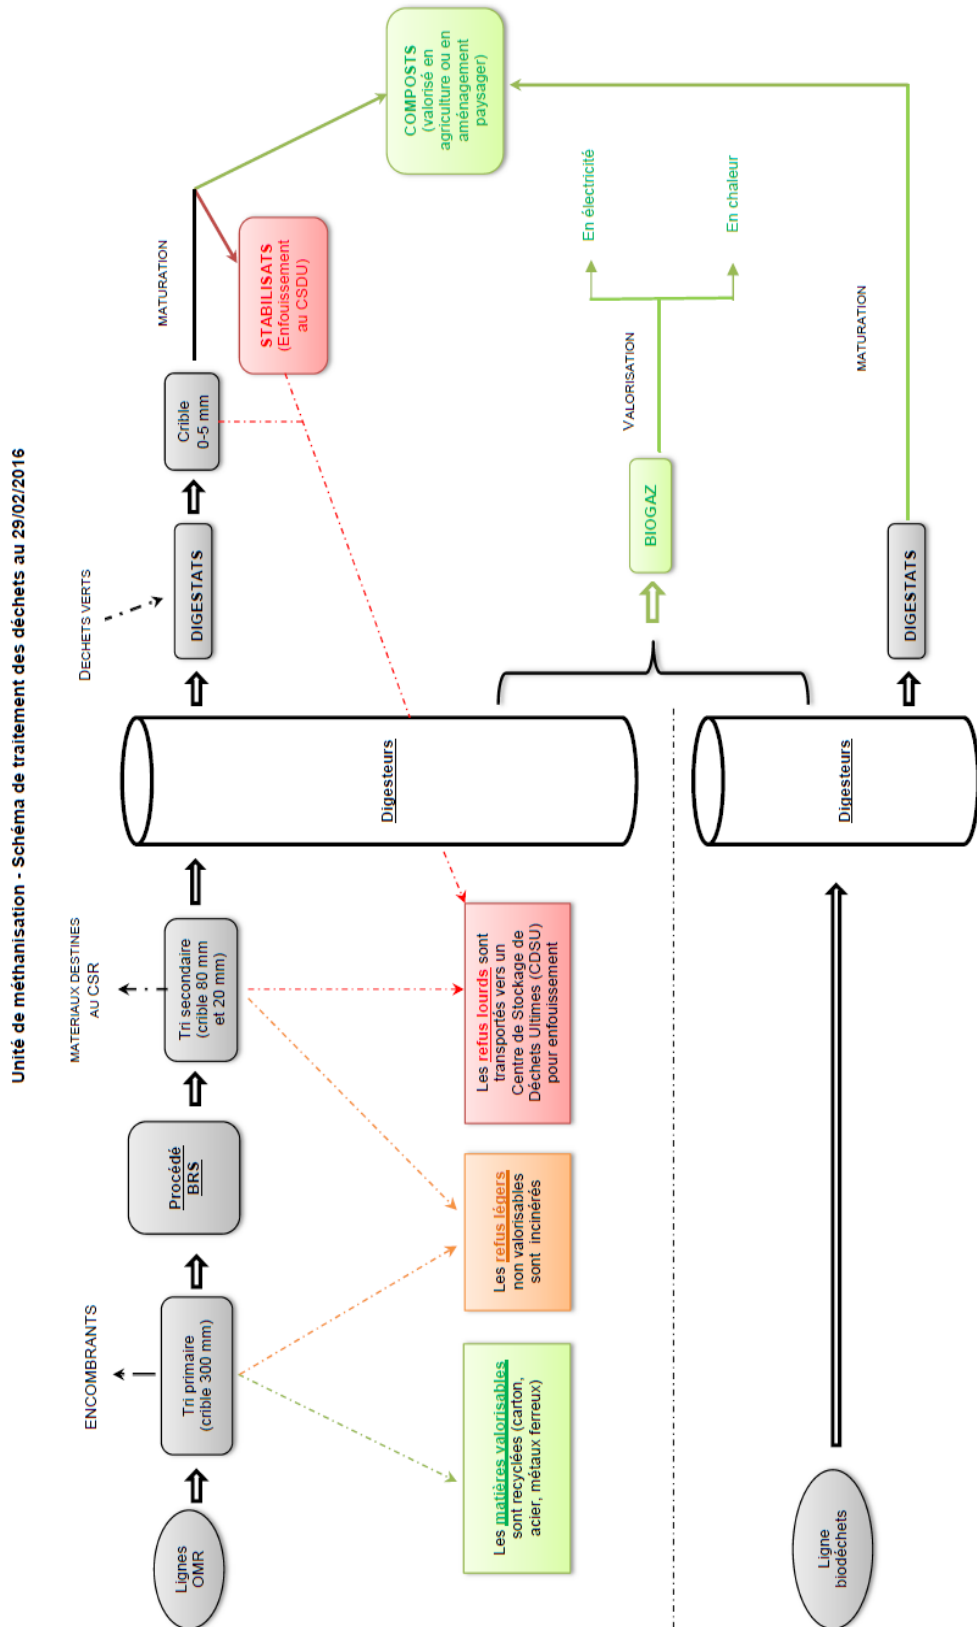 Unité de méthanisation - Schéma de traitement des déchets au 29/02/2016
ENCOMBRANTS
MATERIAUX DESTINES
AU CSR
DECHETS VERTS
Lignes
OMR
Tri primaire
(crible 300 mm)
Procédé
BRS
Tri secondaire
(crible 80 mm
et 20 mm)
Digesteurs
DIGESTATS
Crible
0-5 mm
MATURATION
STABILISATS
(Enfouissement
au CSDU)
COMPOSTS
(valorisé en
agriculture ou en
aménagement
paysager)
Les matières valorisables
sont recyclées (carton,
acier, métaux ferreux)
Les refus légers
non valorisables
sont incinérés
Les refus lourds sont
transportés vers un
Centre de Stockage de
Déchets Ultimes (CDSU)
pour enfouissement
BIOGAZ
VALORISATION
En électricité
En chaleur
Ligne
biodéchets
Digesteurs
DIGESTATS
MATURATION